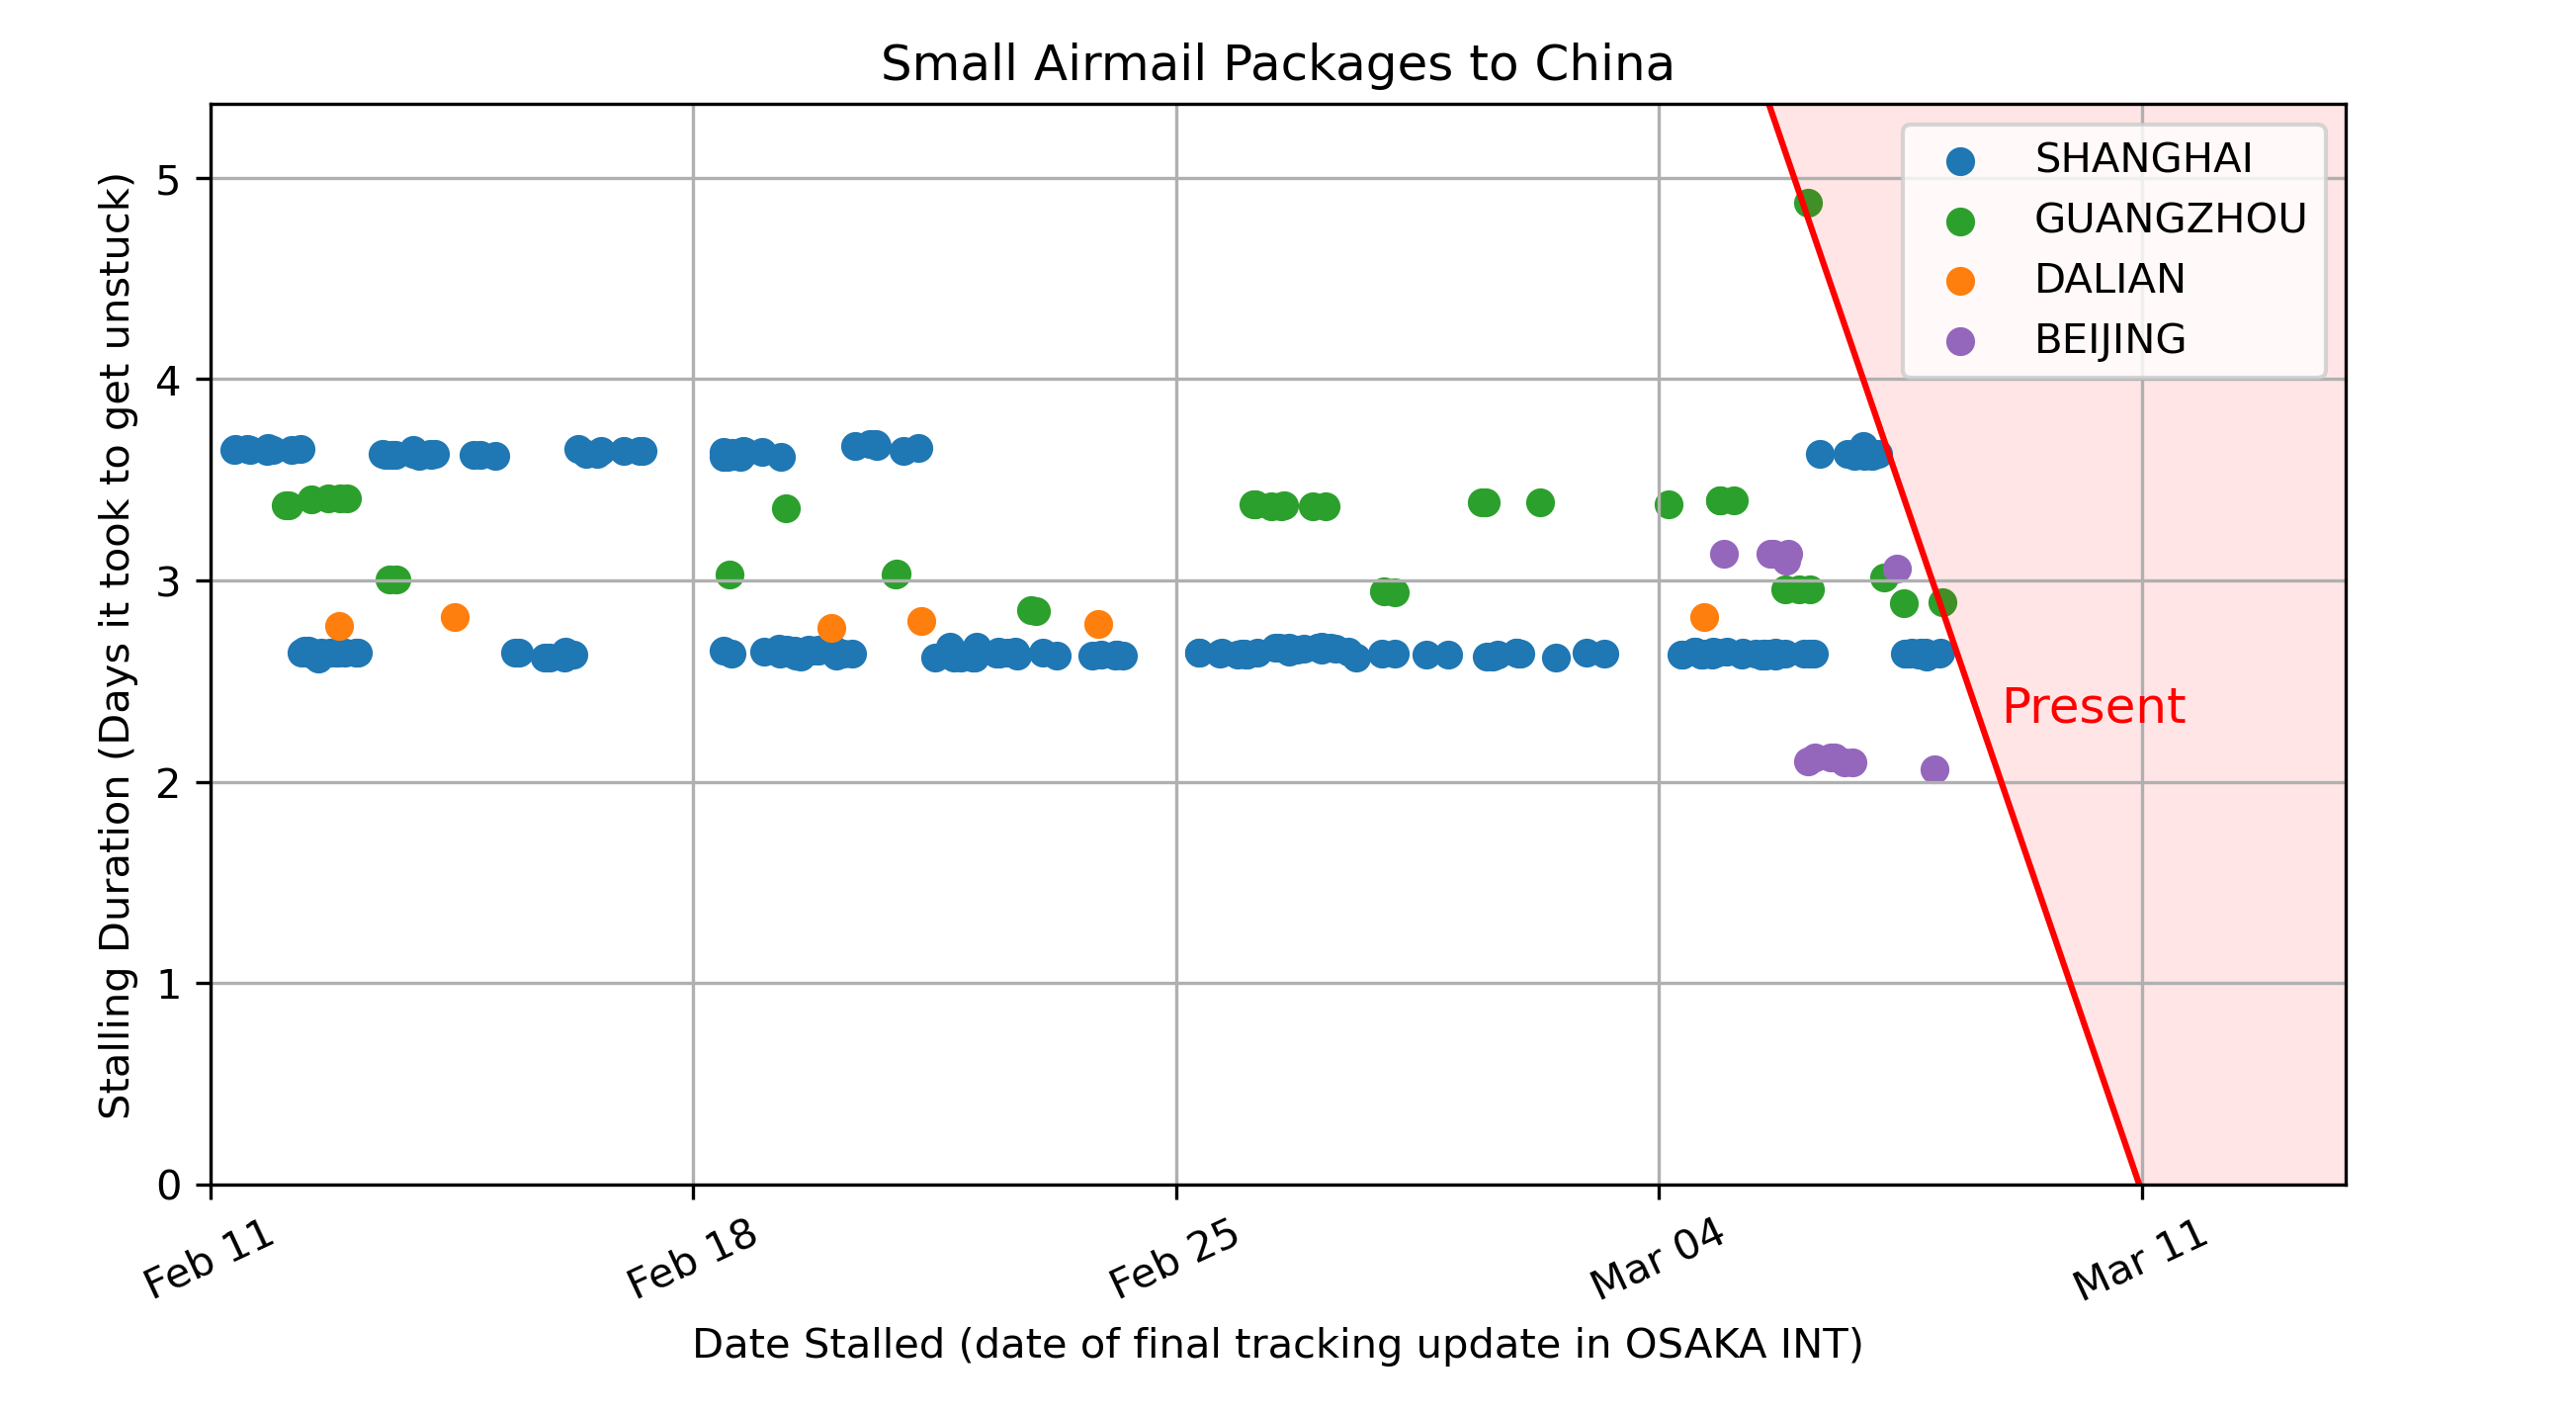 Small Airmail Packages to China
Stalling Duration (Days it took to get unstuck)
5
4
3
2
1
0
SHANGHAI
GUANGZHOU
DALIAN
BEIJING
Present
Feb 11
Feb 18
Feb 25
Mar 04
Mar 11
Date Stalled (date of final tracking update in OSAKA INT)